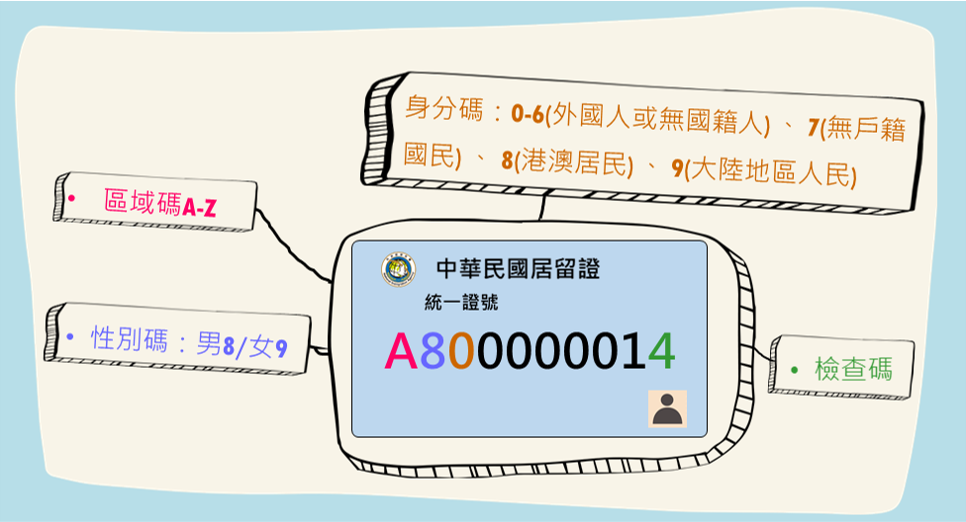 身分碼：0-6(外國人或無國籍人)、7(無戶籍
國民)、8(港澳居民)、9(大陸地區人民)
• 區域碼A-Z
中華民國居留證
統一證號
• 性別碼：男8/女9
A800000014
• 檢查碼